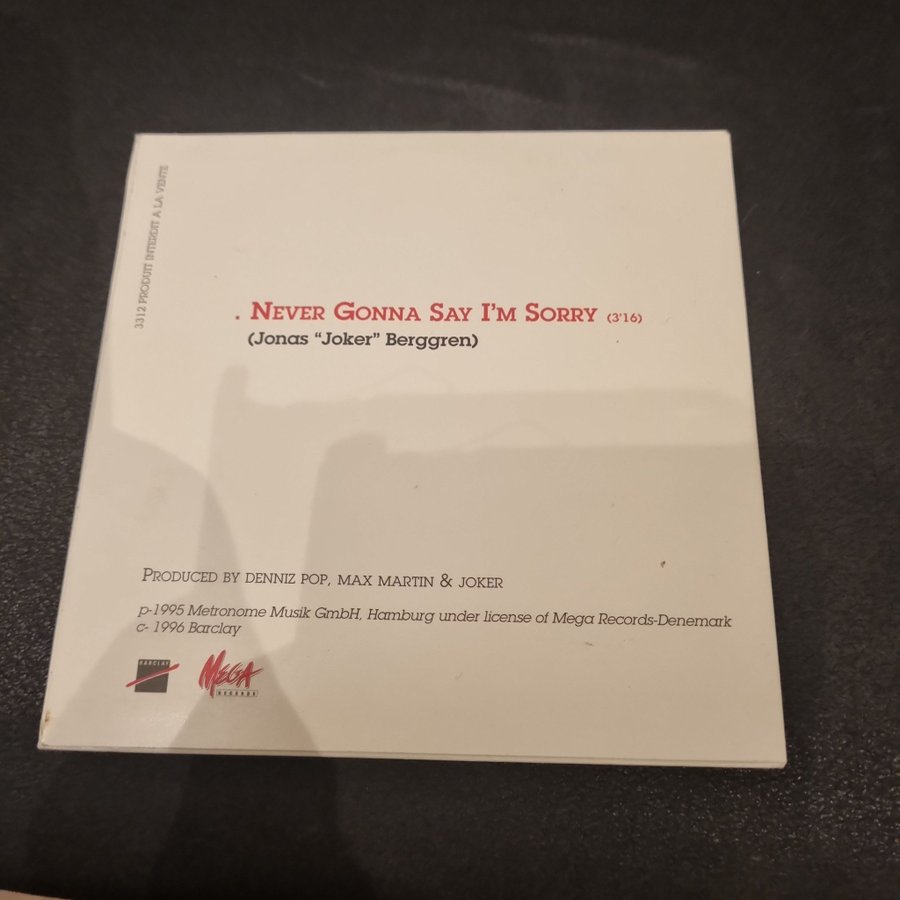 3312 PRODUIT INTERDIT A LA VENTE
. NEVER GONNA SAY I'M SORRY (3'16)
(Jonas "Joker" Berggren)
PRODUCED BY DENNIZ POP, MAX MARTIN & JOKER
p-1995 Metronome Musik GmbH, Hamburg under license of Mega Records-Denemark
c- 1996 Barclay
BARCLAY
MEGA
RECORDS